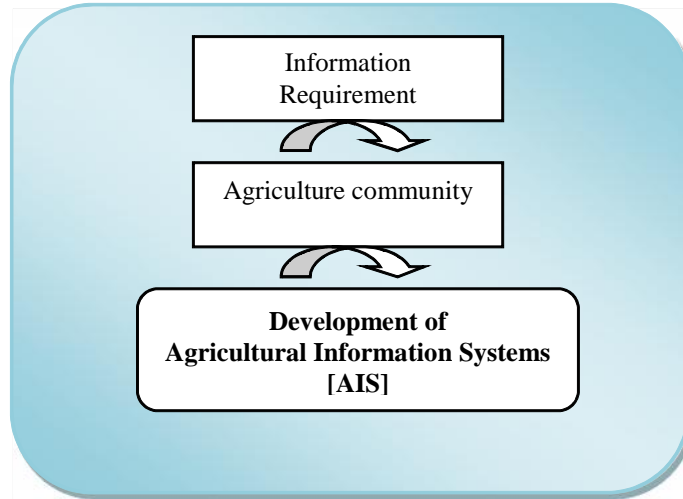 Information
Requirement
Agriculture community
Development of
Agricultural Information Systems
[AIS]